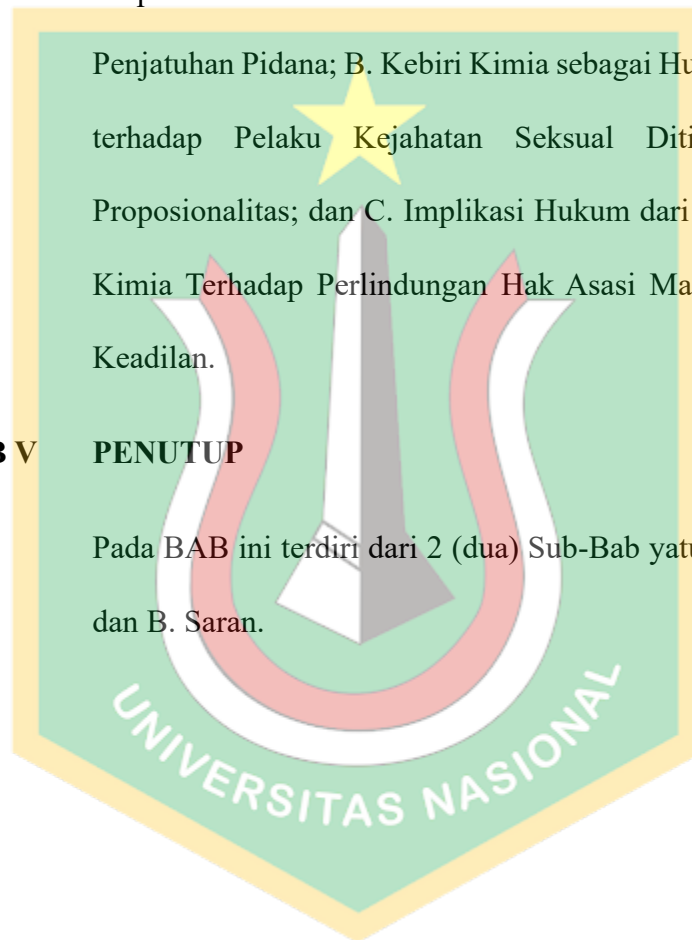 Penjatuhan Pidana; B. Kebiri Kimia sebagai Hu
terhadap Pelaku Kejahatan Seksual Diti
Proposionalitas; dan C. Implikasi Hukum dari
Kimia Terhadap Perlindungan Hak Asasi Ma
Keadilan.
B V PENUTUP
Pada BAB ini terdiri dari 2 (dua) Sub-Bab yatu
dan B. Saran.
UNIVERSITAS NASIONAL